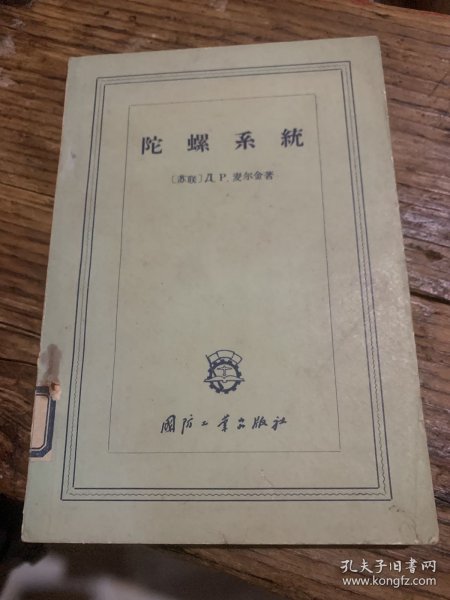 陀螺系統
〔苏联〕Д. Р. 麦尔金著
國防工業出版社
孔夫子旧书网
www.kongfz.com